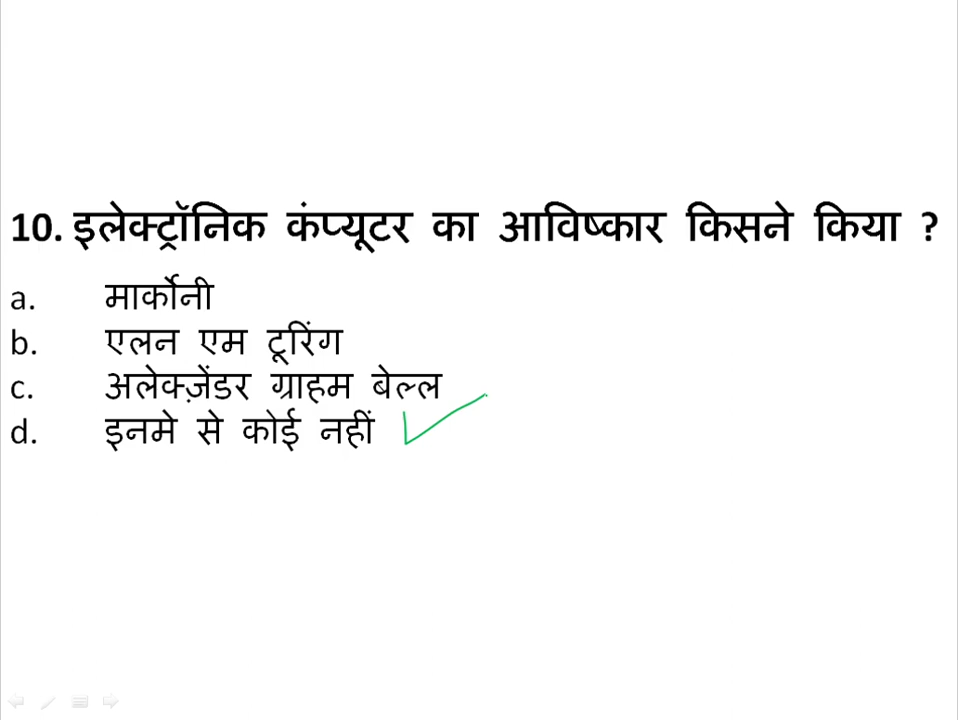 10. इलेक्ट्रॉनिक कंप्यूटर का आविष्कार किसने किया ?
a. मार्कोनी
b. एलन एम टूरिंग
c. अलेक्ज़ेंडर ग्राहम बेल्ल
d. इनमे से कोई नहीं